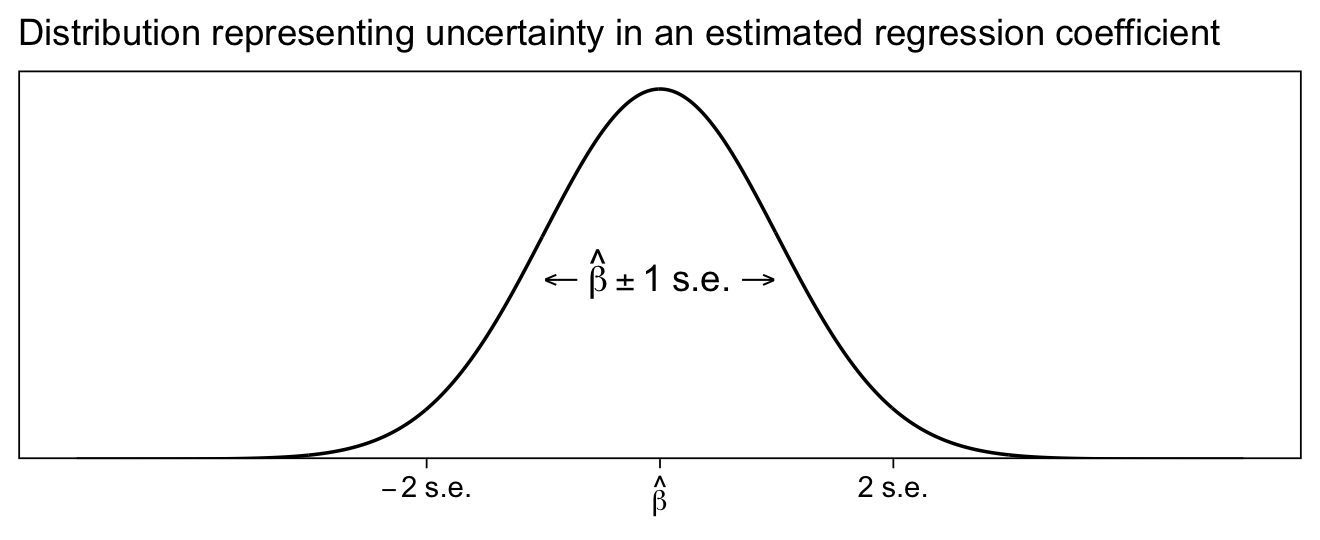 Distribution representing uncertainty in an estimated regression coefficient
← β̂ ± 1 s.e. →
−2 s.e. β̂ 2 s.e.